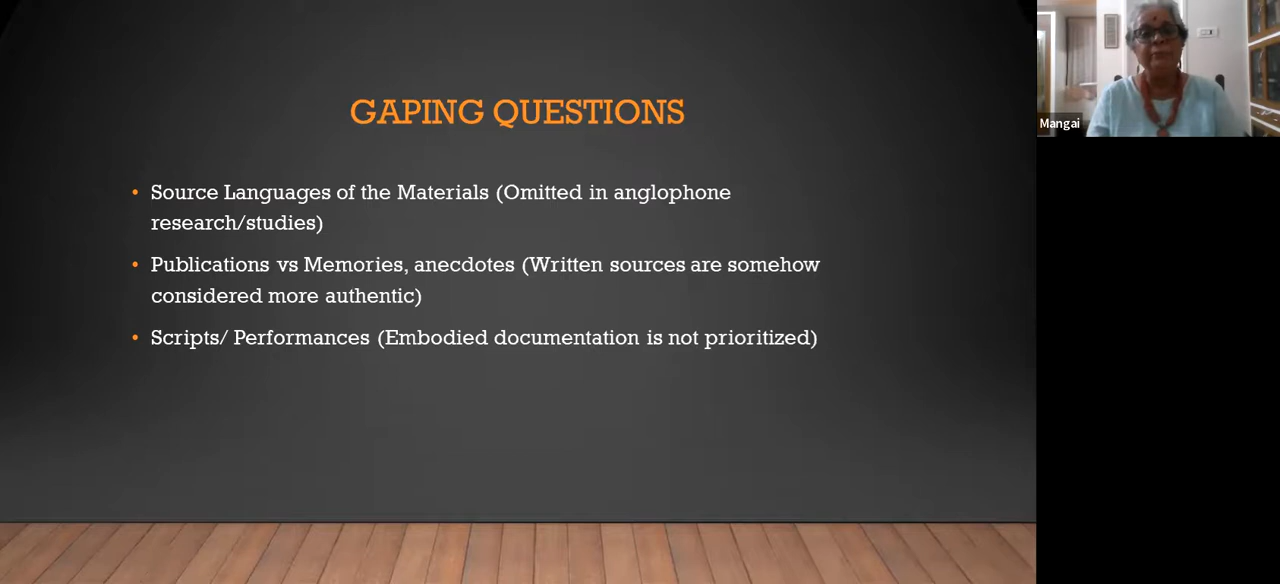 GAPING QUESTIONS
• Source Languages of the Materials (Omitted in anglophone
research/studies)
• Publications vs Memories, anecdotes (Written sources are somehow
considered more authentic)
• Scripts/ Performances (Embodied documentation is not prioritized)
Mangai